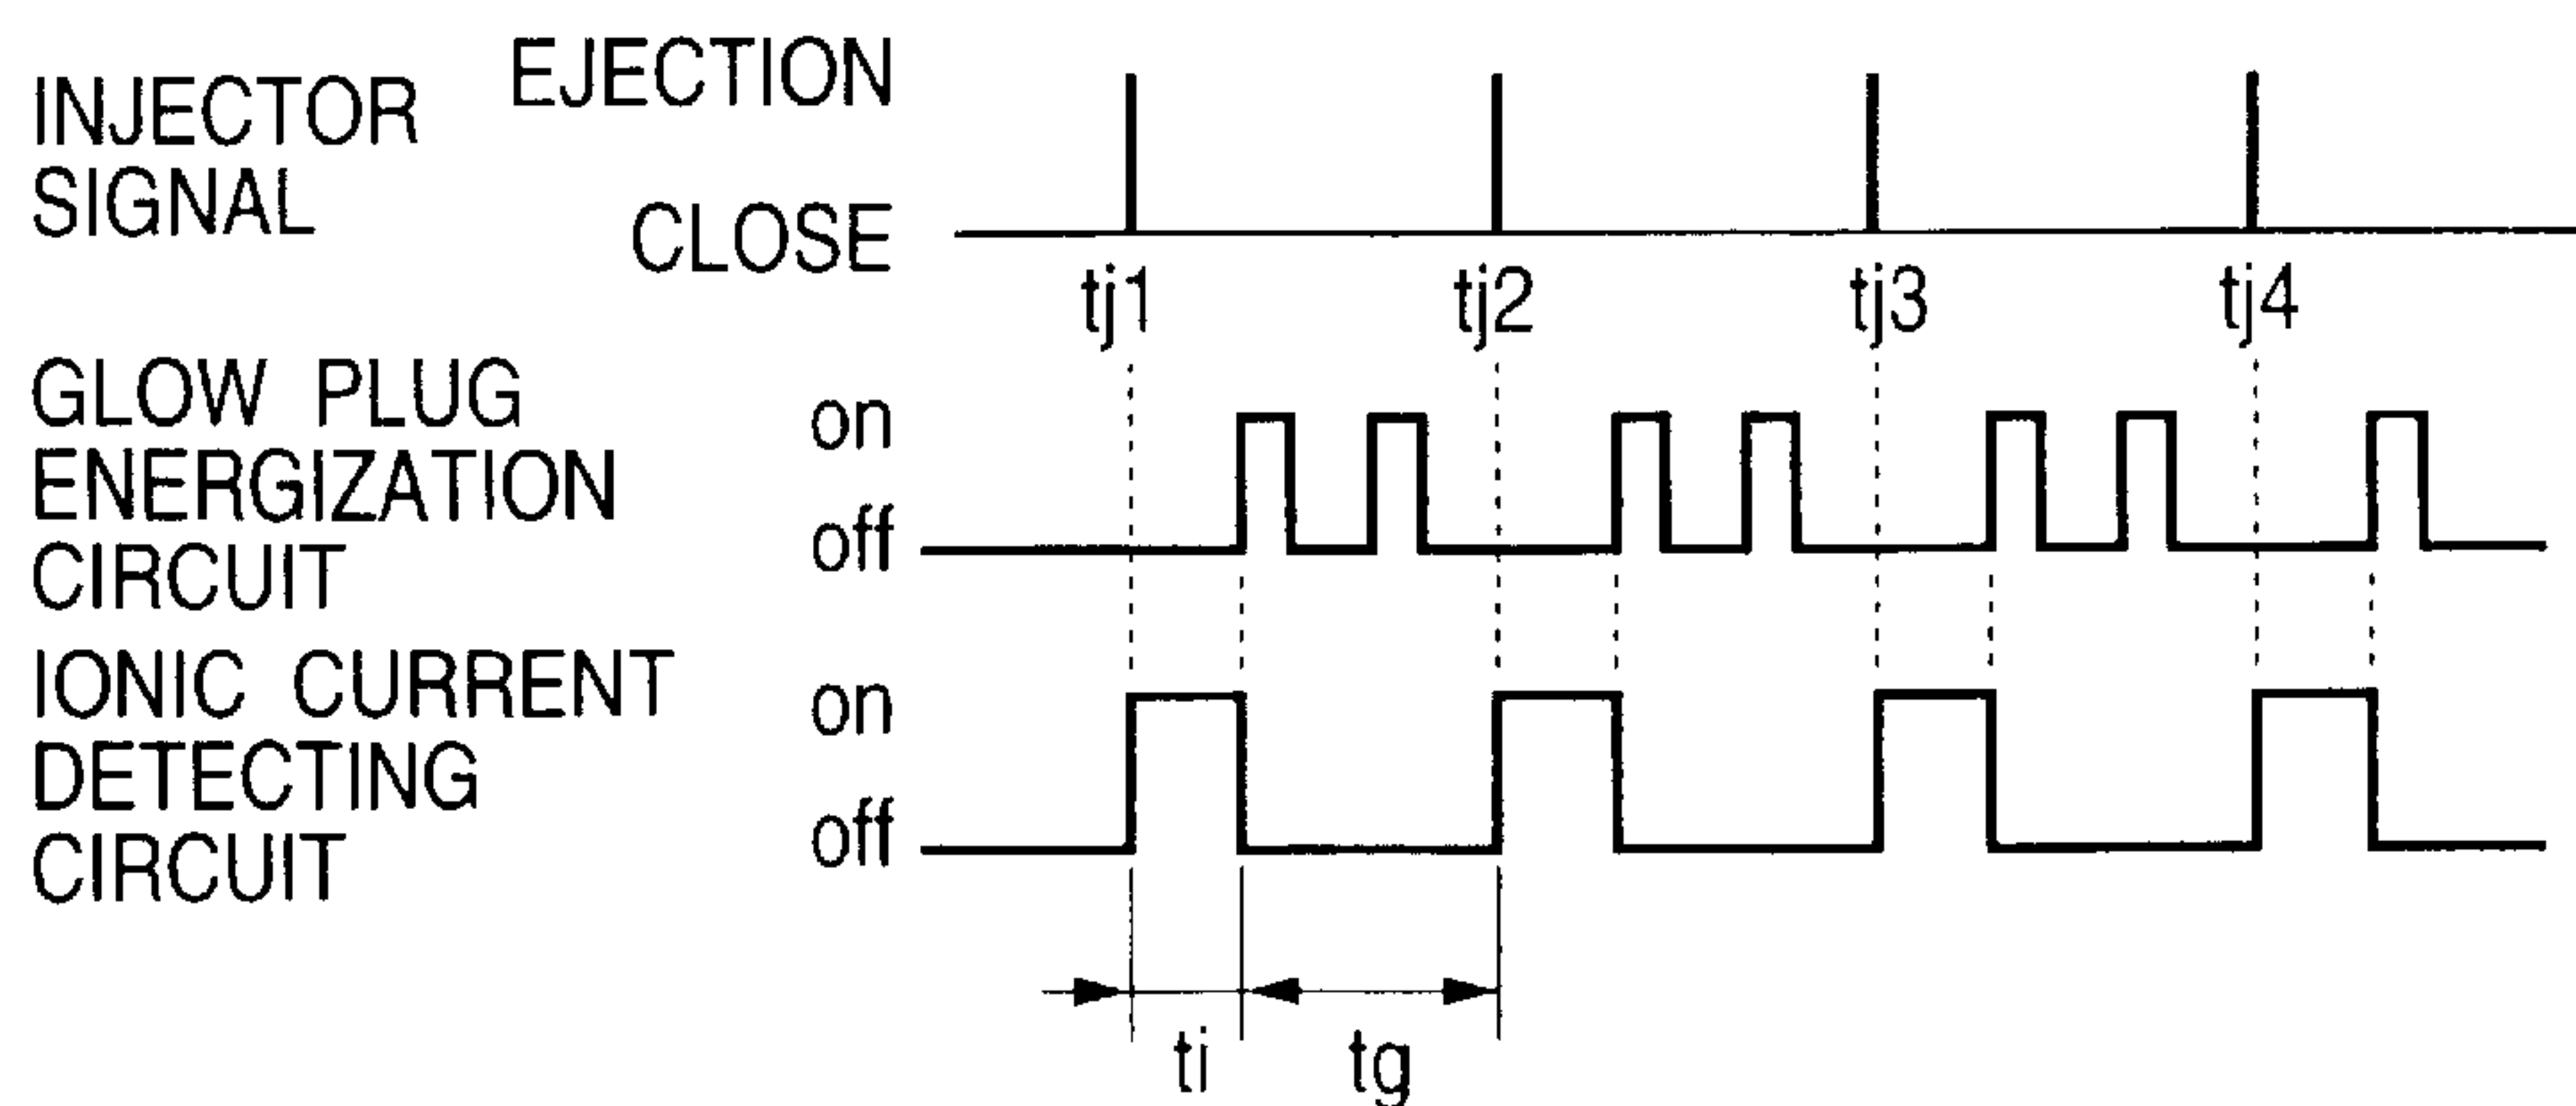 INJECTOR
SIGNAL
EJECTION
CLOSE
tj1 tj2 tj3 tj4
GLOW PLUG
ENERGIZATION
CIRCUIT
on
off
IONIC CURRENT
DETECTING
CIRCUIT
on
off
ti tg